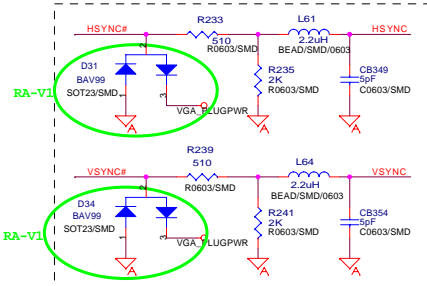 R233
L61
HSYNC#
HSYNC
510
2.2uH
R0603/SMD
BEAD/SMD/0603
2
D31
BAV99
SOT23/SMD
R235
2K
R0603/SMD
CB349
5pF
C0603/SMD
RA-V1
1
3
VGA_PLUGPWR
A
A
A
R239
L64
VSYNC#
VSYNC
510
2.2uH
R0603/SMD
BEAD/SMD/0603
2
D34
BAV99
SOT23/SMD
R241
2K
R0603/SMD
CB354
5pF
C0603/SMD
RA-V1
1
3
VGA_PLUGPWR
A
A
A